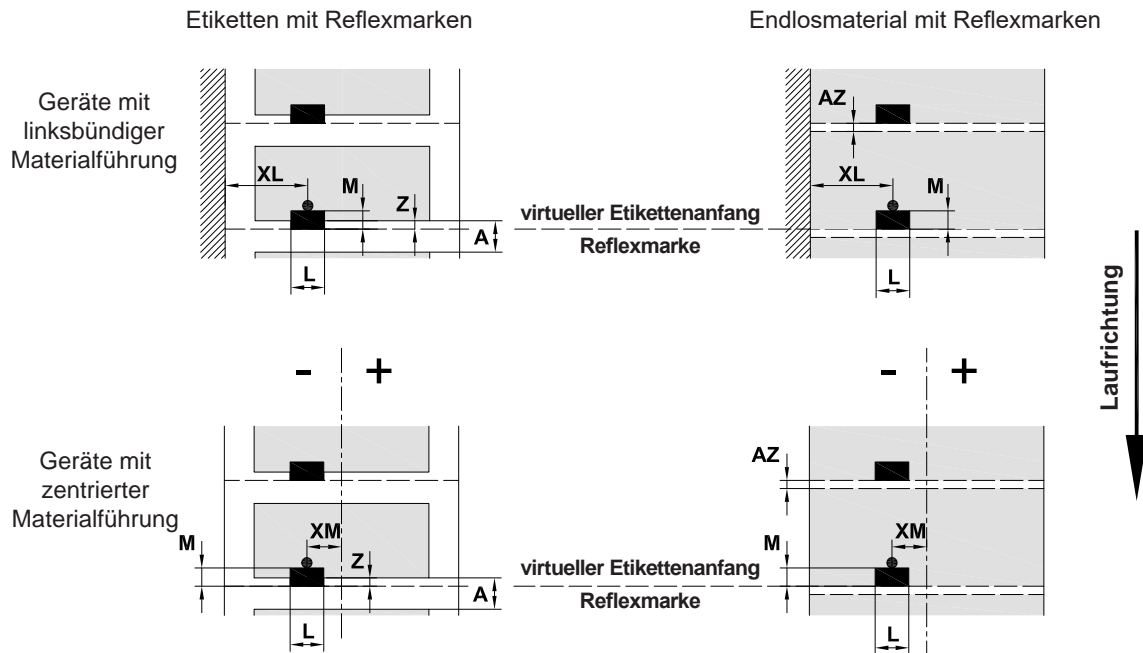 Etiketten mit Reflexmarken
Endlosmaterial mit Reflexmarken
Geräte mit
linksbündiger
Materialführung
XL
M
Z
A
L
virtueller Etikettenanfang
Reflexmarke
AZ
XL
M
L
Laufrichtung
- +
- +
Geräte mit
zentrierter
Materialführung
M
XM
Z
A
L
virtueller Etikettenanfang
Reflexmarke
AZ
XM
M
L